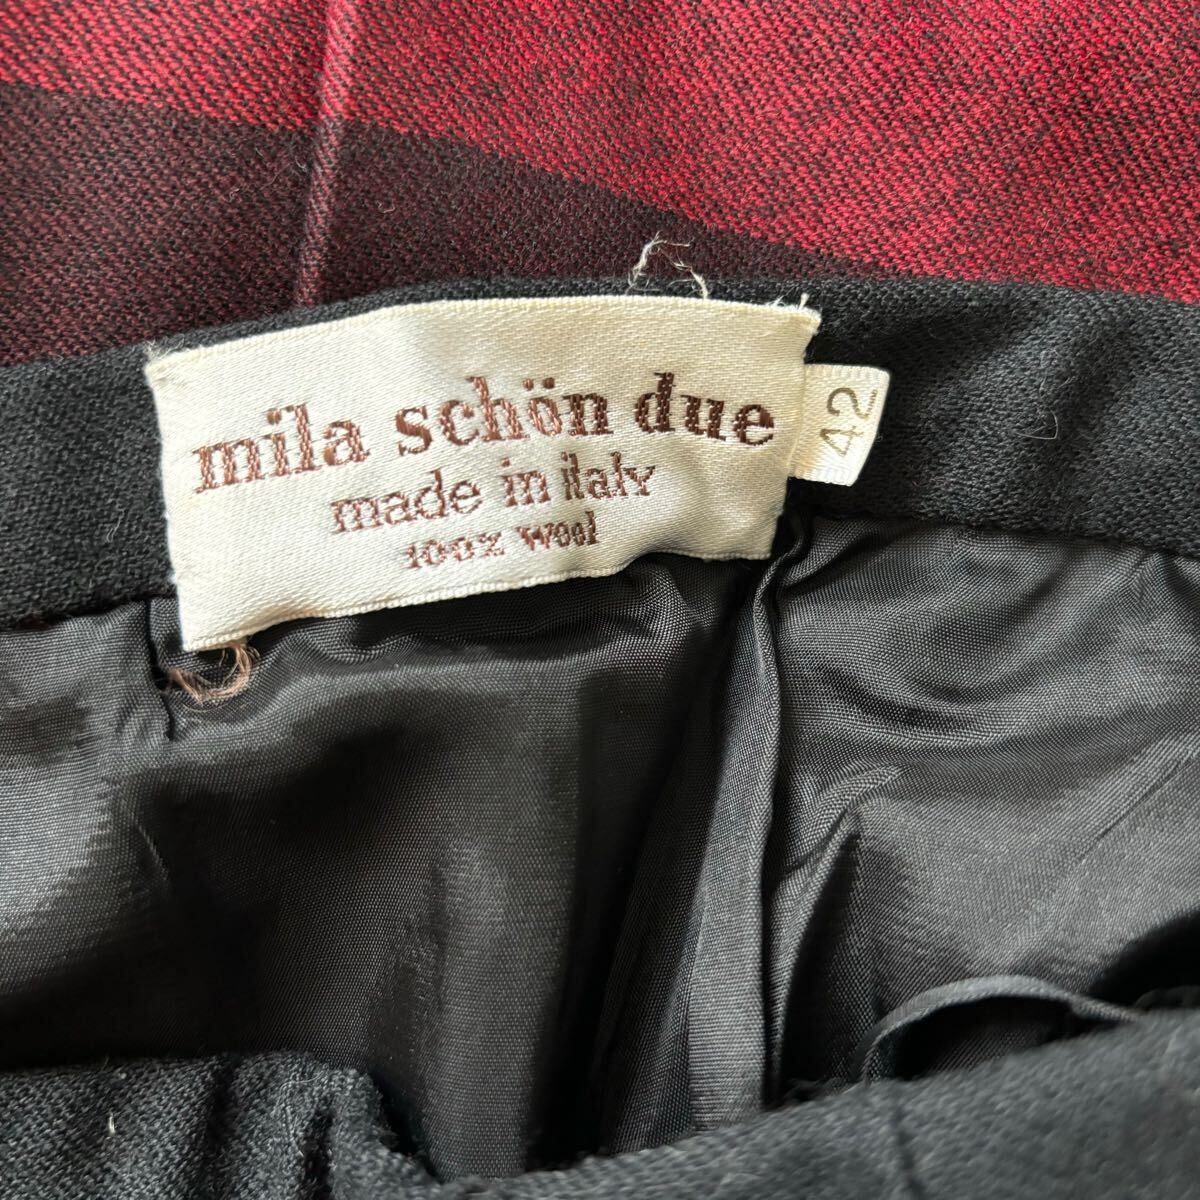 mila schön due
made in italy
100% wool
42